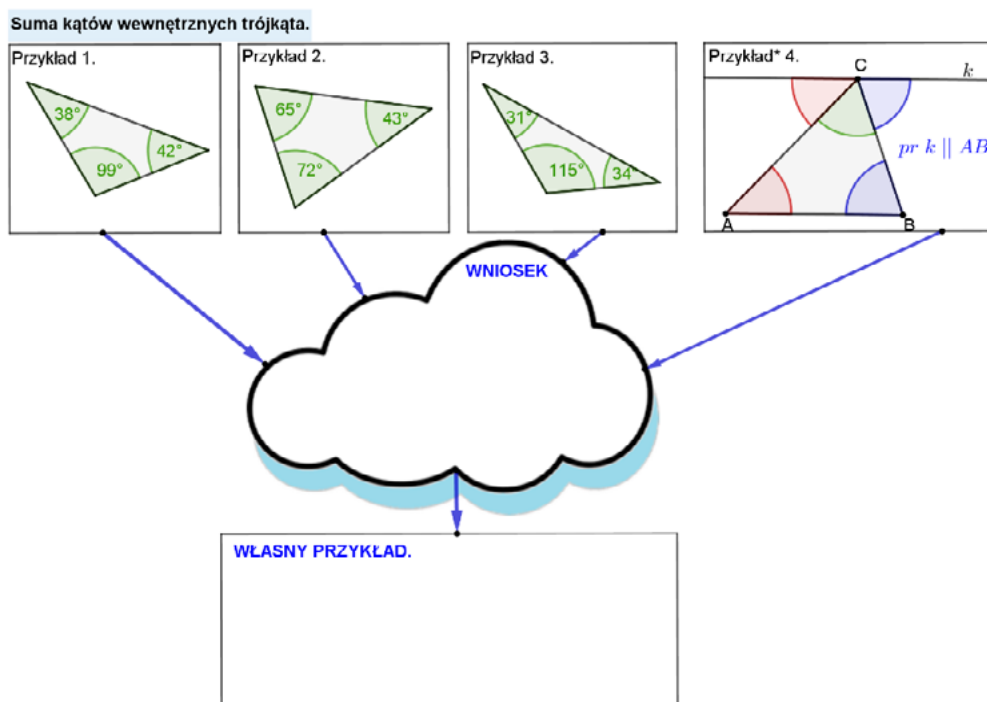 Suma kątów wewnętrznych trójkąta.
Przykład 1.
38°
99°
42°
Przykład 2.
65°
43°
72°
Przykład 3.
31°
115°
34°
Przykład* 4.
C
k
pr k || AB
A
B
WNIOSEK
WŁASNY PRZYKŁAD.